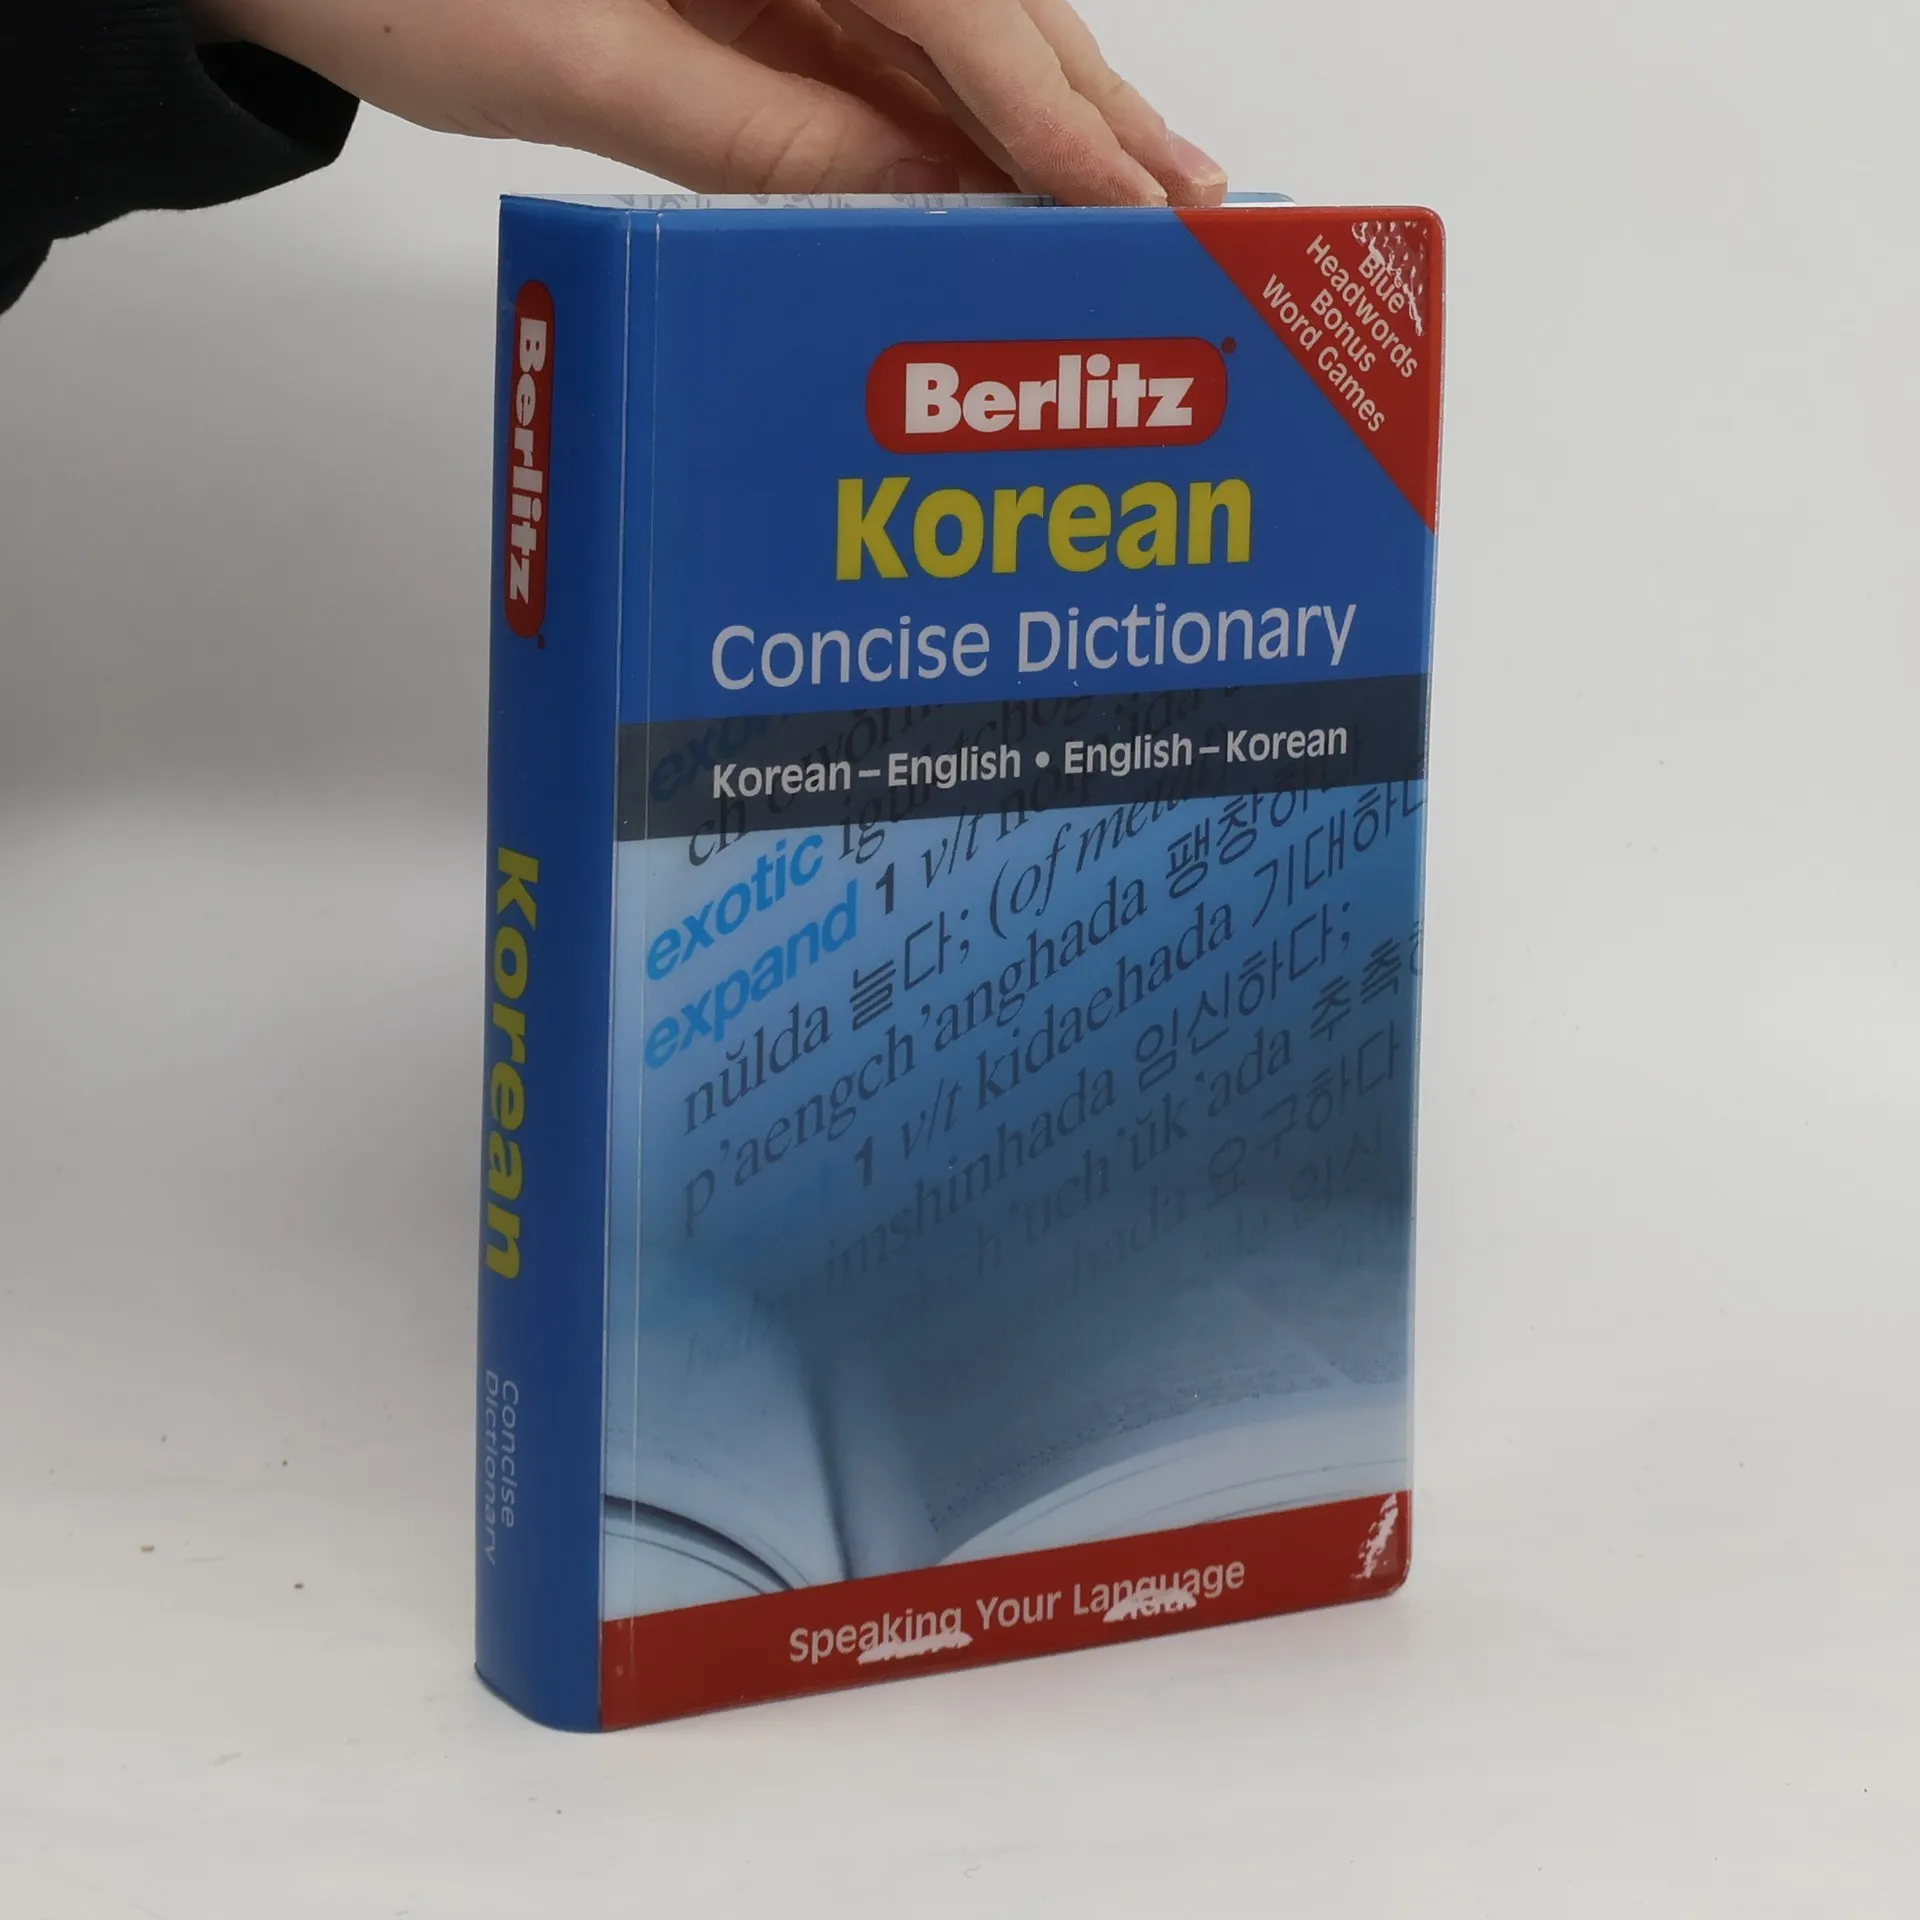 Berlitz
Korean
Concise
Dictionary
Blue
Headwords
Bonus
Word Games
Berlitz
Korean
Concise Dictionary
Korean–English • English–Korean
exotic
expand 1 v/t
nŭlda 늘다; (of metal)
p'aengch'anghada 팽창하다
1 v/t kidaehada 기대하다
imshinhada 임신하다;
ch'uch'ŭk'ada 추측
요구하다
Speaking Your Language